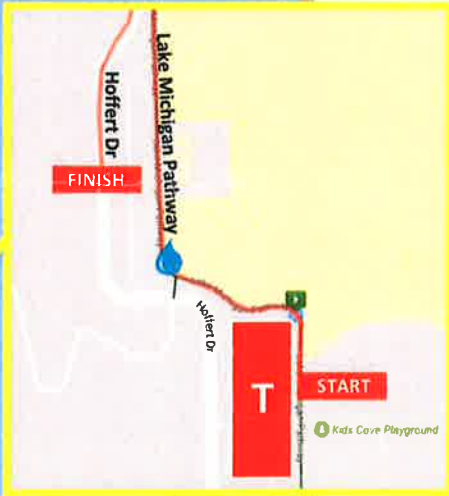 Lake Michigan Pathway
Hoffert Dr
FINISH
Hoffert Dr
T
START
Kids Cove Playground